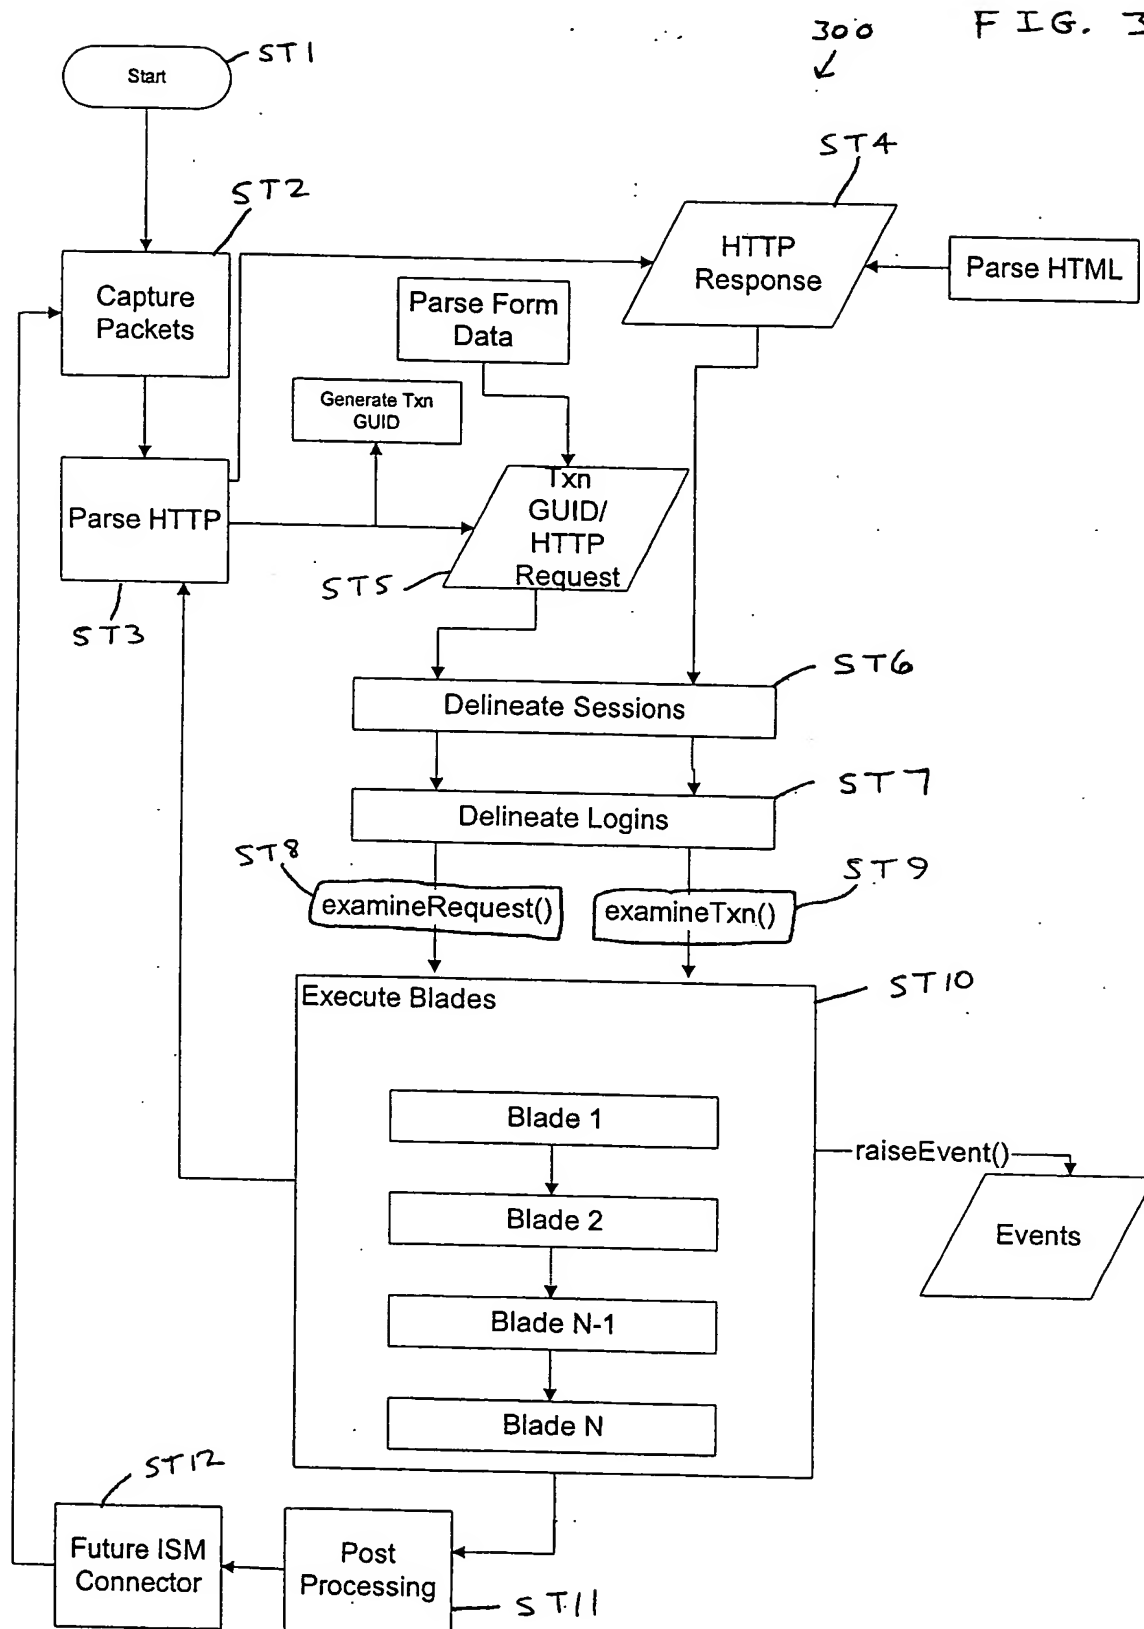 FIG. 3
300
ST1
Start
ST2
ST4
HTTP
Response
Parse HTML
Capture
Packets
Parse Form
Data
Generate Txn
GUID
Parse HTTP
Txn
GUID/
HTTP
Request
ST5
ST3
ST6
Delineate Sessions
ST7
Delineate Logins
ST8
ST9
examineRequest()
examineTxn()
ST10
Execute Blades
Blade 1
raiseEvent()
Blade 2
Events
Blade N-1
Blade N
ST12
Future ISM
Connector
Post
Processing
ST11